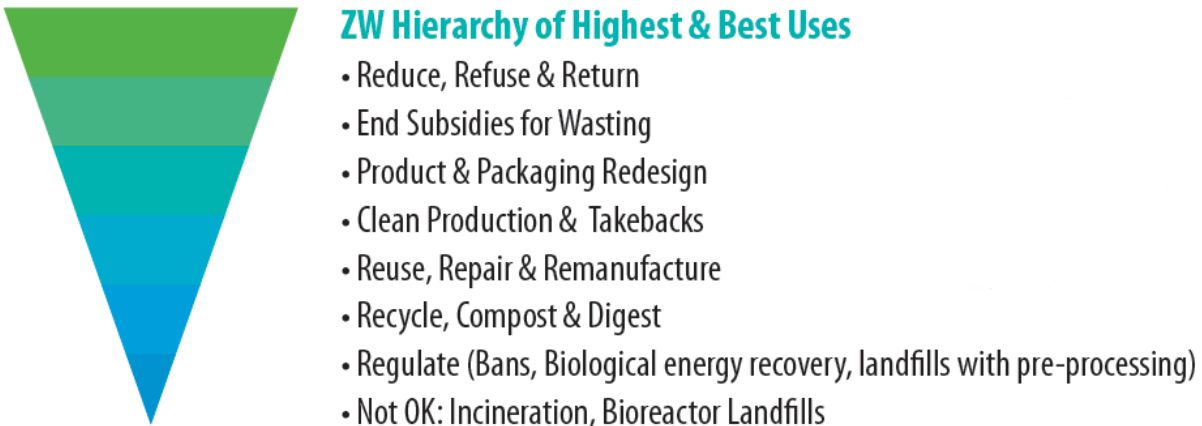 ZW Hierarchy of Highest & Best Uses
• Reduce, Refuse & Return
• End Subsidies for Wasting
• Product & Packaging Redesign
• Clean Production & Takebacks
• Reuse, Repair & Remanufacture
• Recycle, Compost & Digest
• Regulate (Bans, Biological energy recovery, landfills with pre-processing)
• Not OK: Incineration, Bioreactor Landfills